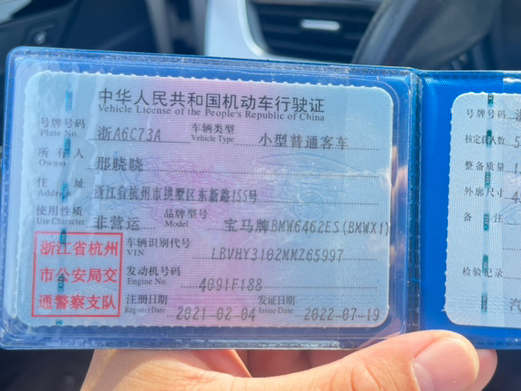 中华人民共和国机动车行驶证
Vehicle License of the People's Republic of China
号牌号码 浙A6C73A 车辆类型 小型普通客车
Plate No. Vehicle Type
所有人 邢晓晓
Owner
住址 浙江省杭州市拱墅区东新路155号
Address
使用性质 非营运 品牌型号 宝马牌BMW6462ES(BMWX1)
Use Character Model
浙江省杭州
市公安局交
通警察支队
车辆识别代号 LBVHY3102MMZ65997
VIN
发动机号码 4091F188
Engine No.
注册日期 2021-02-04 发证日期 2022-07-19
Register Date Issue Date
号牌号码
核定载人数
整备质量
外廓尺寸
备注
检验记录